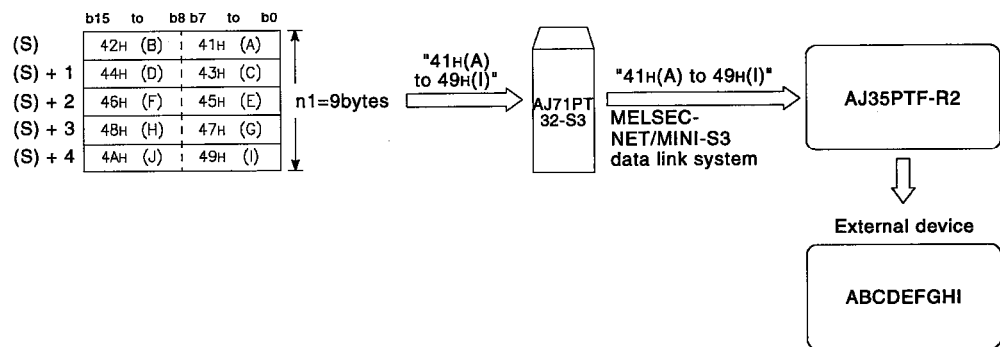 b15 to b8 b7 to b0
(S) 42H (B) 41H (A)
(S) + 1 44H (D) 43H (C)
(S) + 2 46H (F) 45H (E)
(S) + 3 48H (H) 47H (G)
(S) + 4 4AH (J) 49H (I)
n1=9bytes
"41H(A)
to 49H(I)"
AJ71PT
32-S3
"41H(A) to 49H(I)"
MELSEC-
NET/MINI-S3
data link system
AJ35PTF-R2
External device
ABCDEFGHI